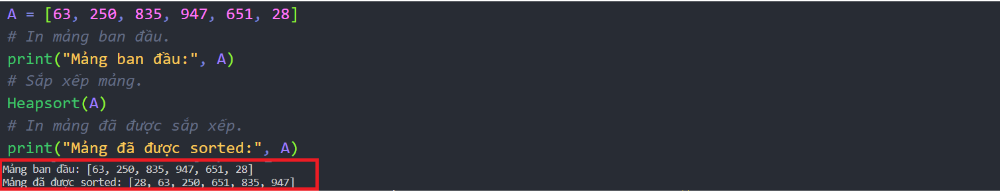 A = [63, 250, 835, 947, 651, 28]
# In mảng ban đầu.
print("Mảng ban đầu:", A)
# Sắp xếp mảng.
Heapsort(A)
# In mảng đã được sắp xếp.
print("Mảng đã được sorted:", A)
Mảng ban đầu: [63, 250, 835, 947, 651, 28]
Mảng đã được sorted: [28, 63, 250, 651, 835, 947]